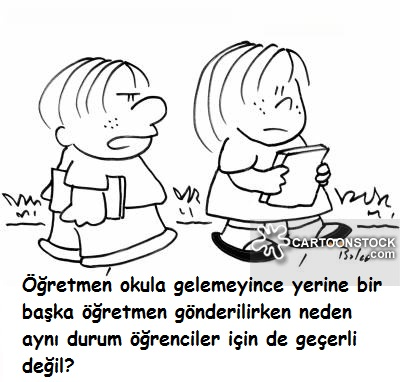 CARTOONSTOCK
.com
Öğretmen okula gelemeyince yerine bir
başka öğretmen gönderilirken neden
aynı durum öğrenciler için de geçerli
değil?